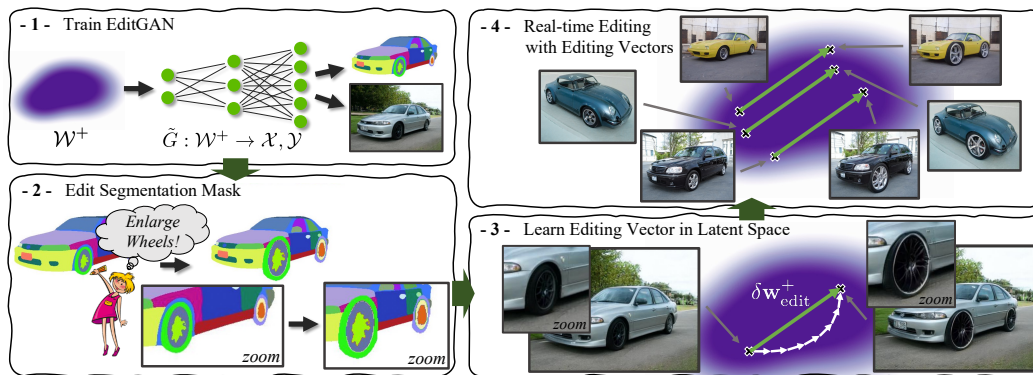 - 1 - Train EditGAN
𝒲⁺
G̃ : 𝒲⁺ → 𝒳, 𝒴
- 2 - Edit Segmentation Mask
Enlarge
Wheels!
zoom
zoom
- 3 - Learn Editing Vector in Latent Space
zoom
δw⁺edit
zoom
- 4 - Real-time Editing
with Editing Vectors